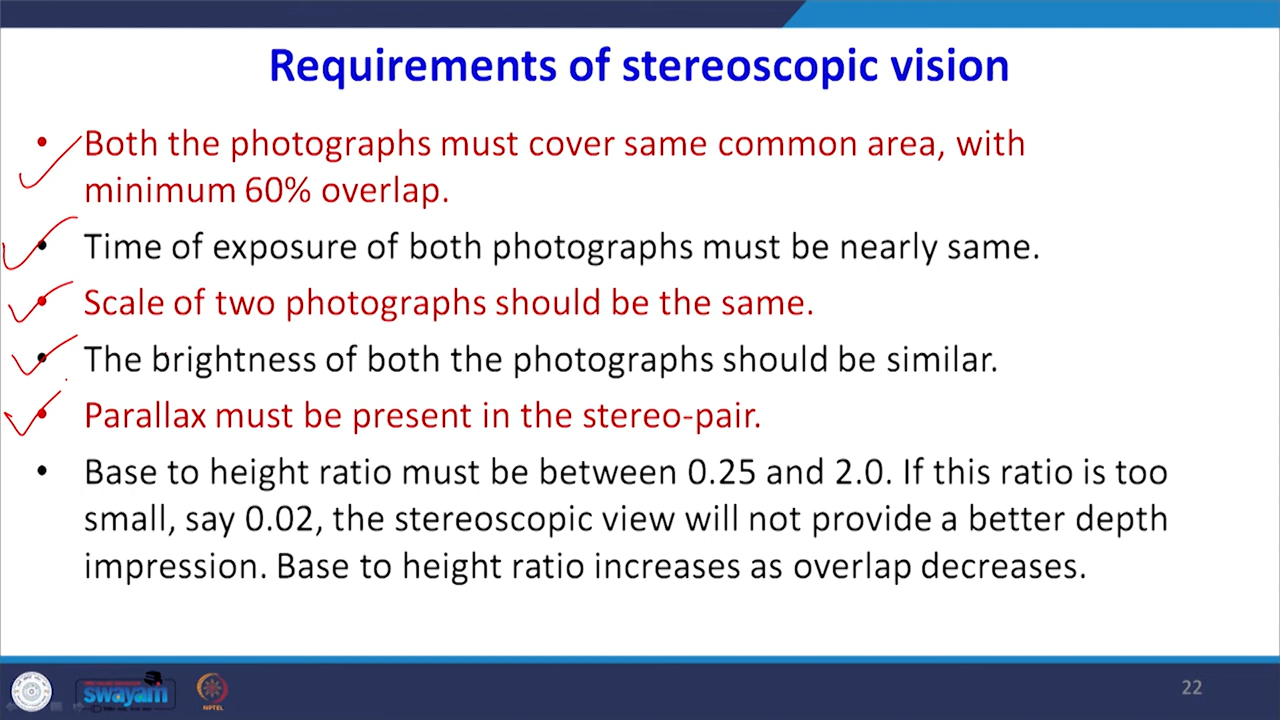 Requirements of stereoscopic vision
• Both the photographs must cover same common area, with
minimum 60% overlap.
• Time of exposure of both photographs must be nearly same.
• Scale of two photographs should be the same.
• The brightness of both the photographs should be similar.
• Parallax must be present in the stereo-pair.
• Base to height ratio must be between 0.25 and 2.0. If this ratio is too
small, say 0.02, the stereoscopic view will not provide a better depth
impression. Base to height ratio increases as overlap decreases.
swayam
NPTEL
22